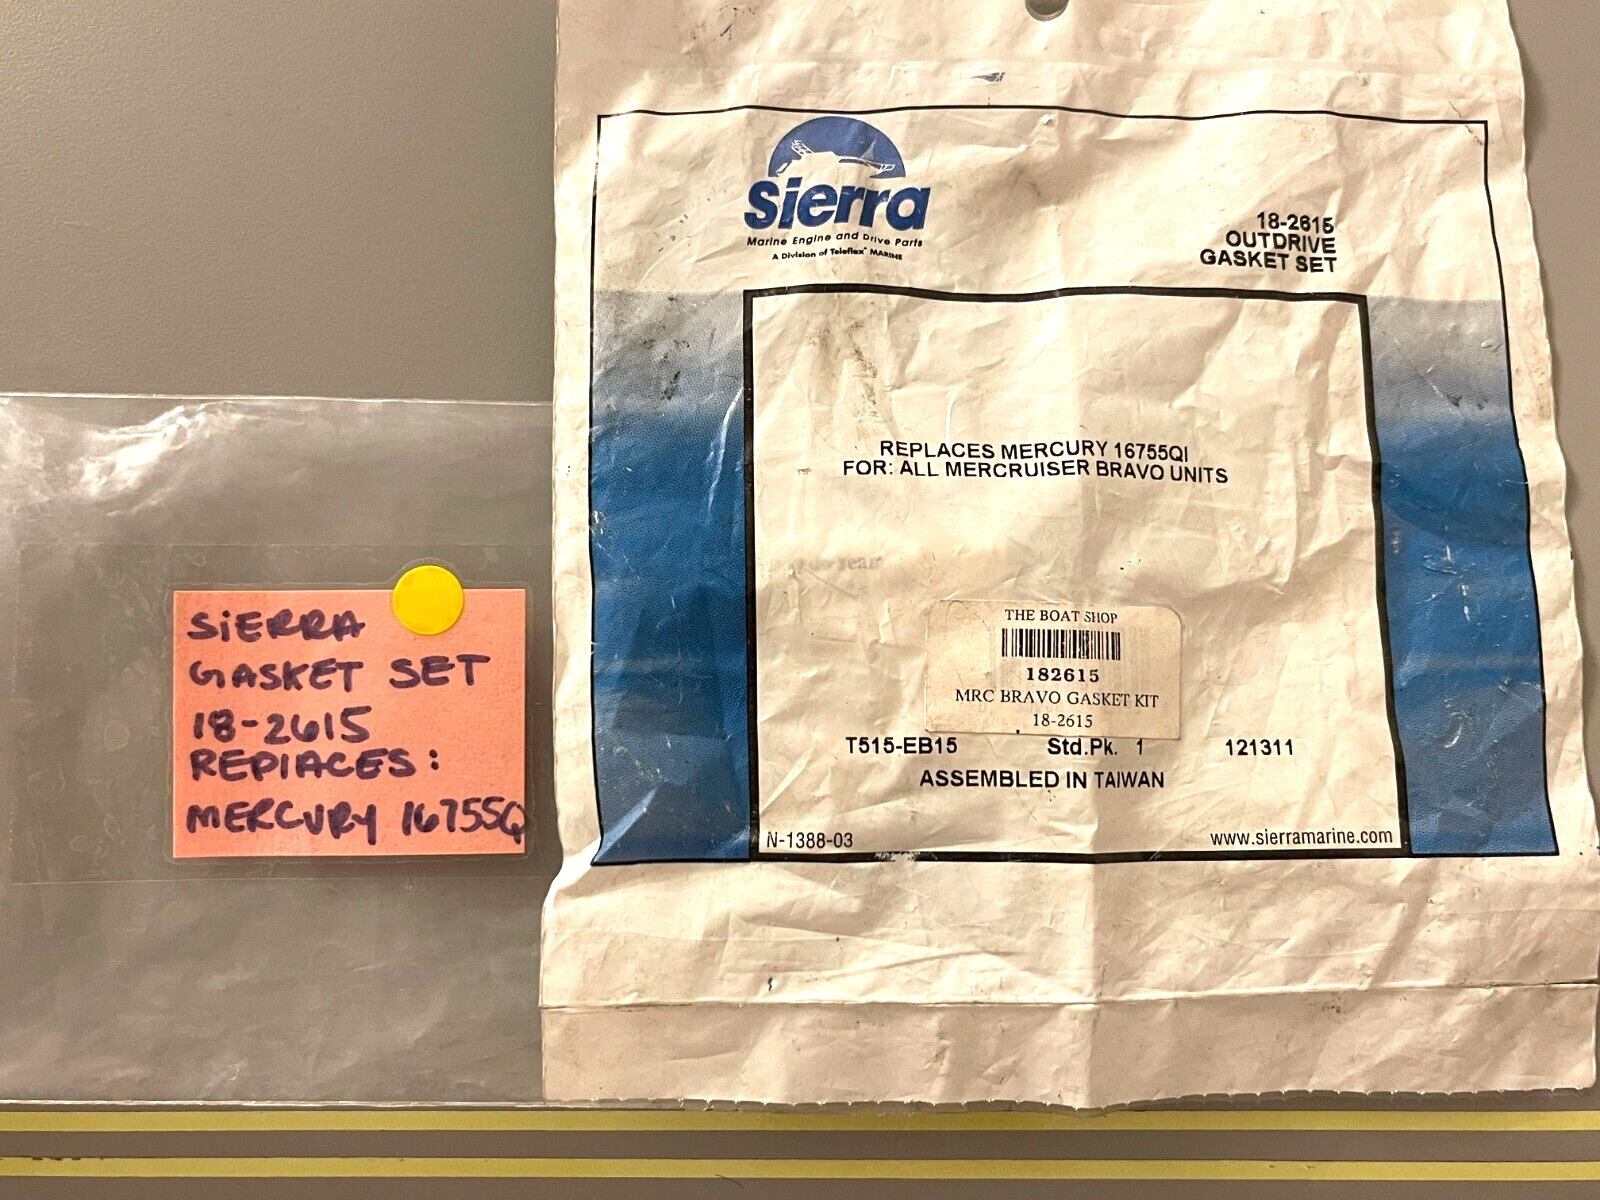 SiERRA
GASKET SET
18-2615
REPIACES:
MERCURY 16755Q
Sierra
Marine Engine and Drive Parts
A Division of Teleflex® MARINE
18-2615
OUTDRIVE
GASKET SET
REPLACES MERCURY 16755QI
FOR: ALL MERCRUISER BRAVO UNITS
year
THE BOAT SHOP
182615
MRC BRAVO GASKET KIT
18-2615
T515-EB15 Std.Pk. 1 121311
ASSEMBLED IN TAIWAN
N-1388-03 www.sierramarine.com